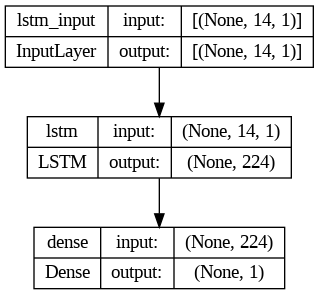 lstm_input input: [(None, 14, 1)]
InputLayer output: [(None, 14, 1)]
lstm input: (None, 14, 1)
LSTM output: (None, 224)
dense input: (None, 224)
Dense output: (None, 1)